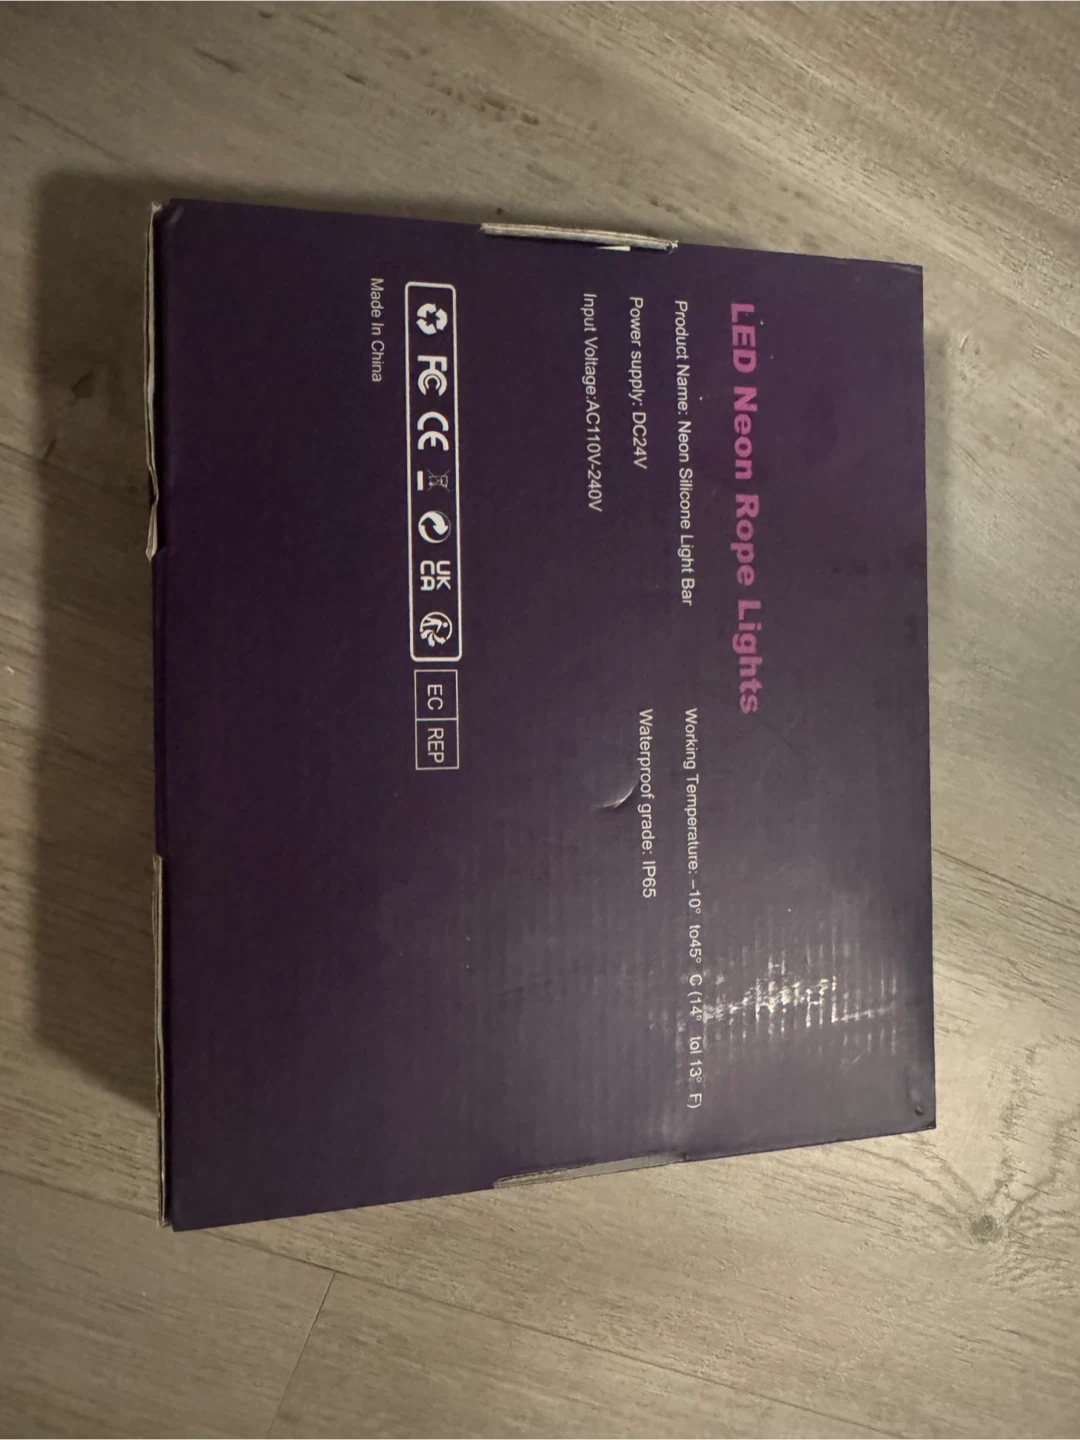 LED Neon Rope Lights
Product Name: Neon Silicone Light Bar
Power supply: DC24V
Input Voltage:AC110V-240V
Working Temperature: –10° to45° C (14° tol 13° F)
Waterproof grade: IP65
FC CE UK CA EC REP
Made In China